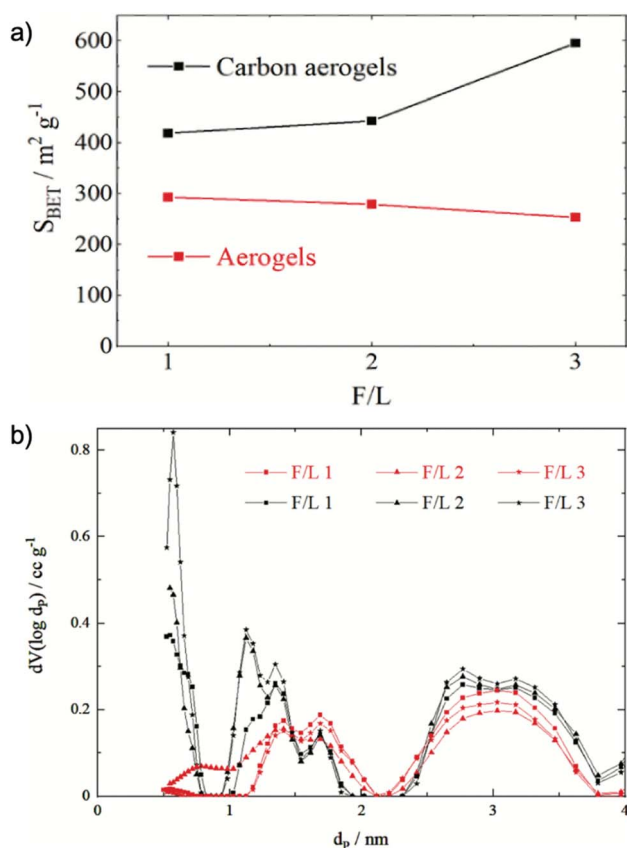 a)
600
500
400
300
200
100
0
S_BET / m² g⁻¹
Carbon aerogels
Aerogels
1 2 3
F/L
b)
0.8
0.6
0.4
0.2
0
dV(log d_p) / cc g⁻¹
F/L 1 F/L 2 F/L 3
F/L 1 F/L 2 F/L 3
0 1 2 3 4
d_p / nm